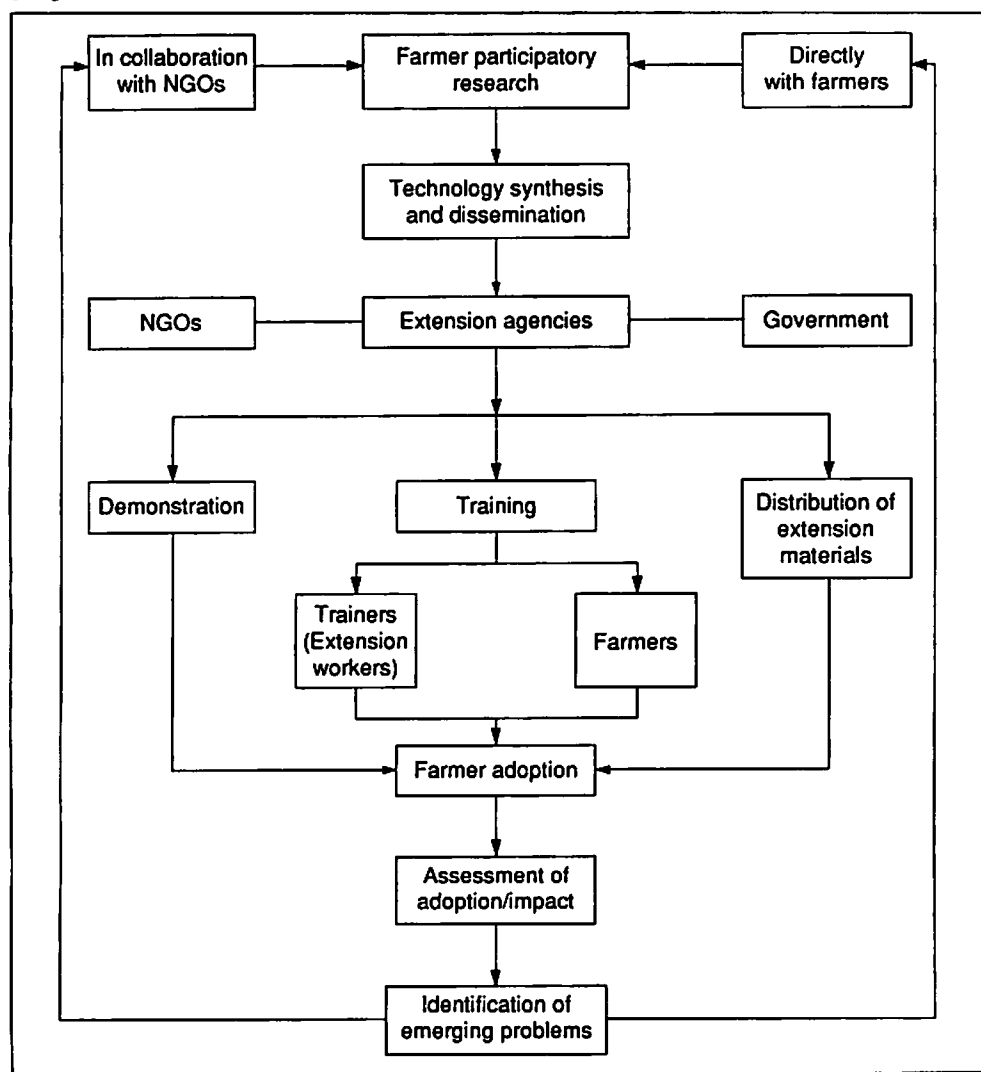 In collaboration
with NGOs
Farmer participatory
research
Directly
with farmers
Technology synthesis
and dissemination
NGOs
Extension agencies
Government
Demonstration
Training
Distribution of
extension
materials
Trainers
(Extension
workers)
Farmers
Farmer adoption
Assessment of
adoption/impact
Identification of
emerging problems